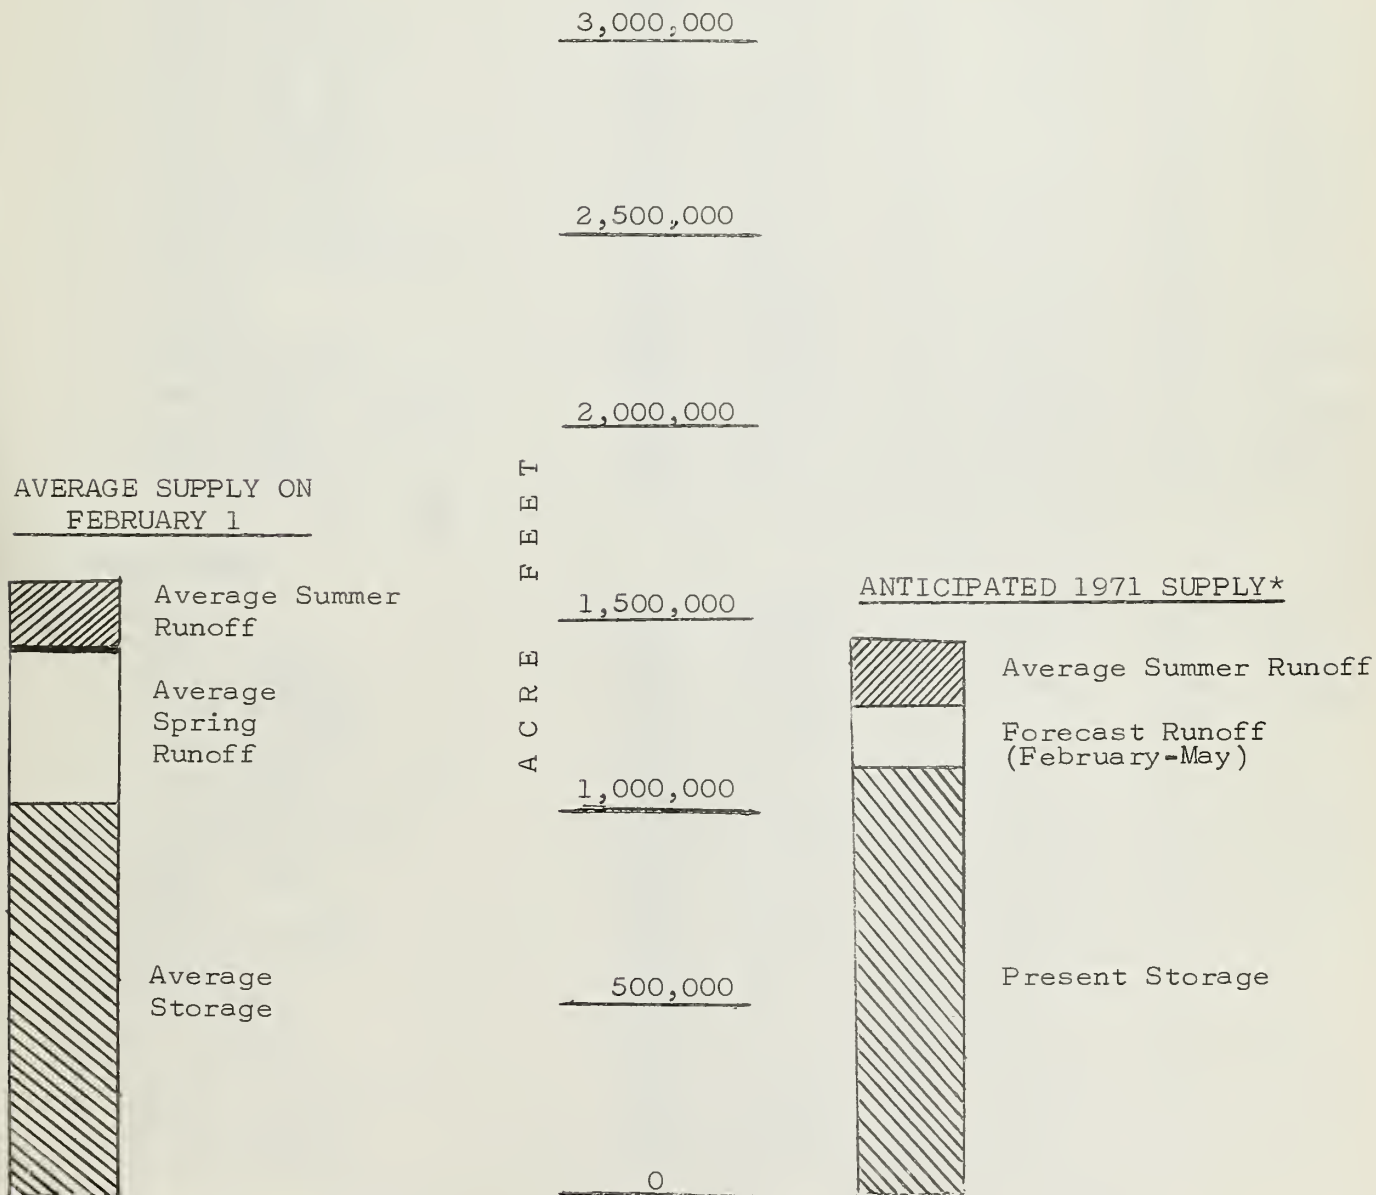 3,000,000
2,500,000
2,000,000
1,500,000
1,000,000
500,000
0
ACRE FEET
AVERAGE SUPPLY ON
FEBRUARY 1
Average Summer
Runoff
Average
Spring
Runoff
Average
Storage
ANTICIPATED 1971 SUPPLY*
Average Summer Runoff
Forecast Runoff
(February-May)
Present Storage